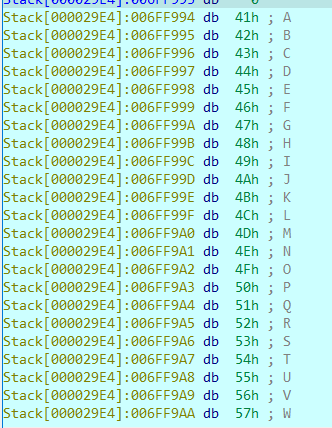 Stack[000029E4]:006FF993 db 0
Stack[000029E4]:006FF994 db 41h ; A
Stack[000029E4]:006FF995 db 42h ; B
Stack[000029E4]:006FF996 db 43h ; C
Stack[000029E4]:006FF997 db 44h ; D
Stack[000029E4]:006FF998 db 45h ; E
Stack[000029E4]:006FF999 db 46h ; F
Stack[000029E4]:006FF99A db 47h ; G
Stack[000029E4]:006FF99B db 48h ; H
Stack[000029E4]:006FF99C db 49h ; I
Stack[000029E4]:006FF99D db 4Ah ; J
Stack[000029E4]:006FF99E db 4Bh ; K
Stack[000029E4]:006FF99F db 4Ch ; L
Stack[000029E4]:006FF9A0 db 4Dh ; M
Stack[000029E4]:006FF9A1 db 4Eh ; N
Stack[000029E4]:006FF9A2 db 4Fh ; O
Stack[000029E4]:006FF9A3 db 50h ; P
Stack[000029E4]:006FF9A4 db 51h ; Q
Stack[000029E4]:006FF9A5 db 52h ; R
Stack[000029E4]:006FF9A6 db 53h ; S
Stack[000029E4]:006FF9A7 db 54h ; T
Stack[000029E4]:006FF9A8 db 55h ; U
Stack[000029E4]:006FF9A9 db 56h ; V
Stack[000029E4]:006FF9AA db 57h ; W